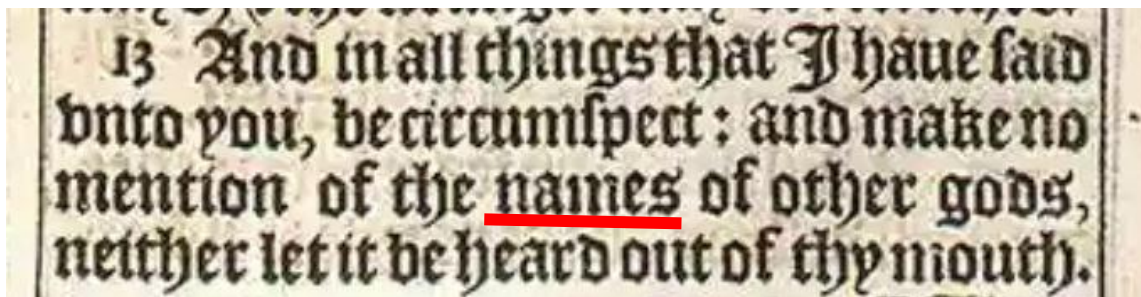 13 And in all things that I haue ſaid
vnto you, be circumſpect: and make no
mention of the names of other gods,
neither let it be heard out of thy mouth.